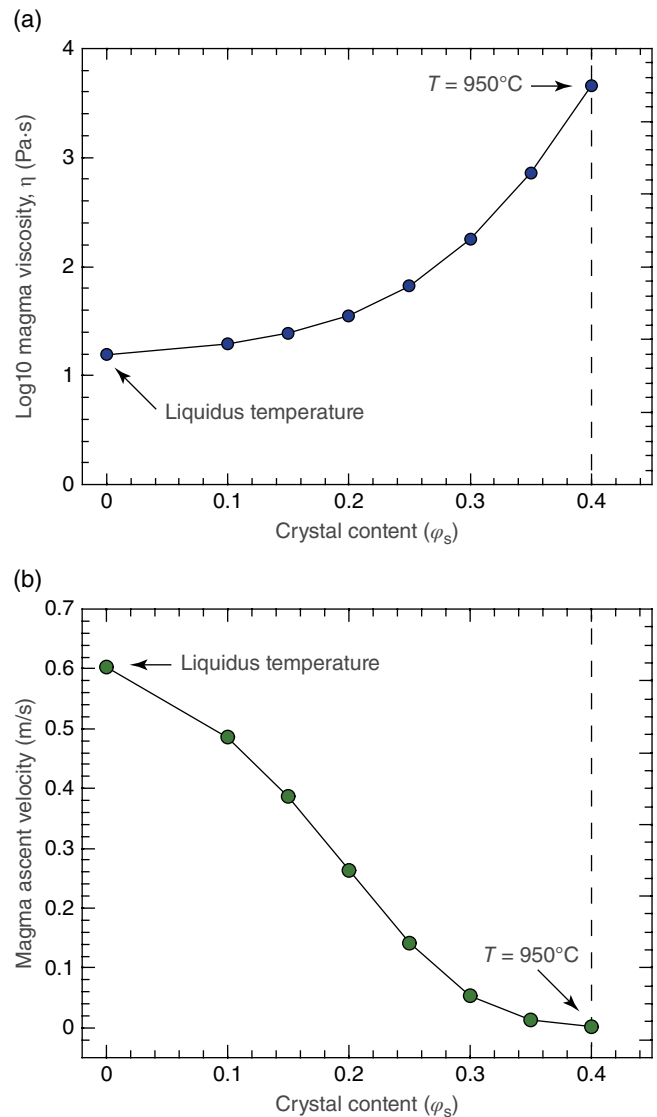 (a)
4
3
2
1
0
Log10 magma viscosity, η (Pa·s)
T = 950°C
Liquidus temperature
0 0.1 0.2 0.3 0.4
Crystal content (φs)
(b)
0.7
0.6
0.5
0.4
0.3
0.2
0.1
0
Magma ascent velocity (m/s)
Liquidus temperature
T = 950°C
0 0.1 0.2 0.3 0.4
Crystal content (φs)